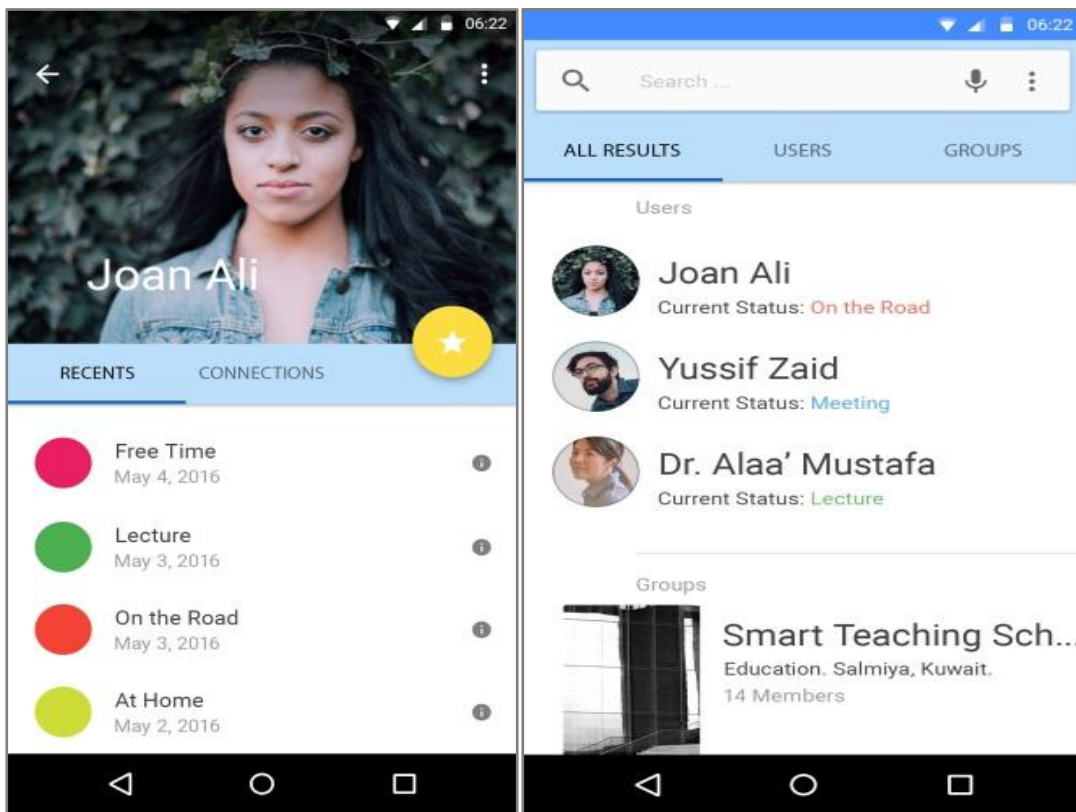 06:22
Joan Ali
RECENTS CONNECTIONS
Free Time
May 4, 2016
Lecture
May 3, 2016
On the Road
May 3, 2016
At Home
May 2, 2016
06:22
Search ...
ALL RESULTS USERS GROUPS
Users
Joan Ali
Current Status: On the Road
Yussif Zaid
Current Status: Meeting
Dr. Alaa’ Mustafa
Current Status: Lecture
Groups
Smart Teaching Sch...
Education. Salmiya, Kuwait.
14 Members